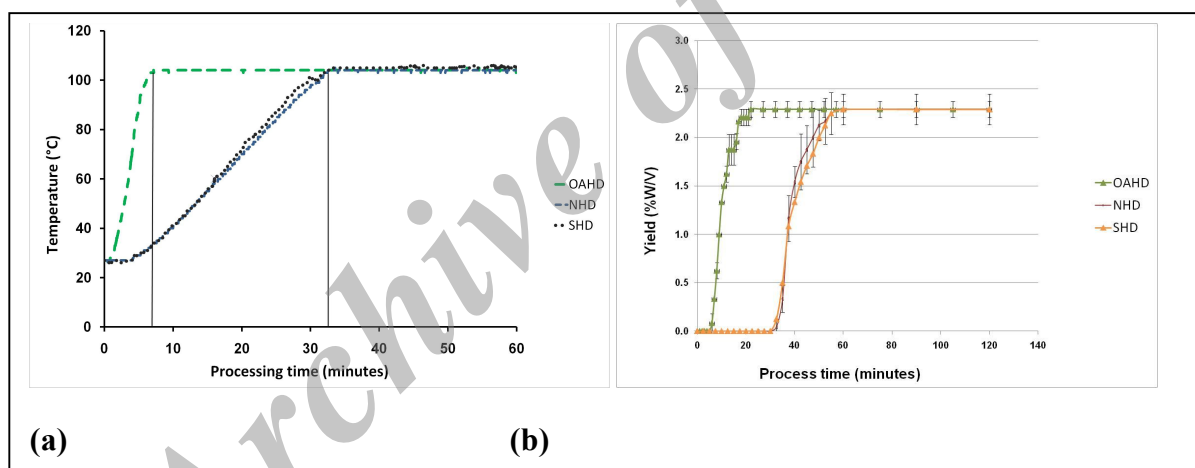 Archive of
120
100
80
60
40
20
0
Temperature (°C)
0 10 20 30 40 50 60
Processing time (minutes)
OAHD
NHD
SHD
3.0
2.5
2.0
1.5
1.0
0.5
0.0
Yield (%W/V)
0 20 40 60 80 100 120 140
Process time (minutes)
OAHD
NHD
SHD
(a) (b)